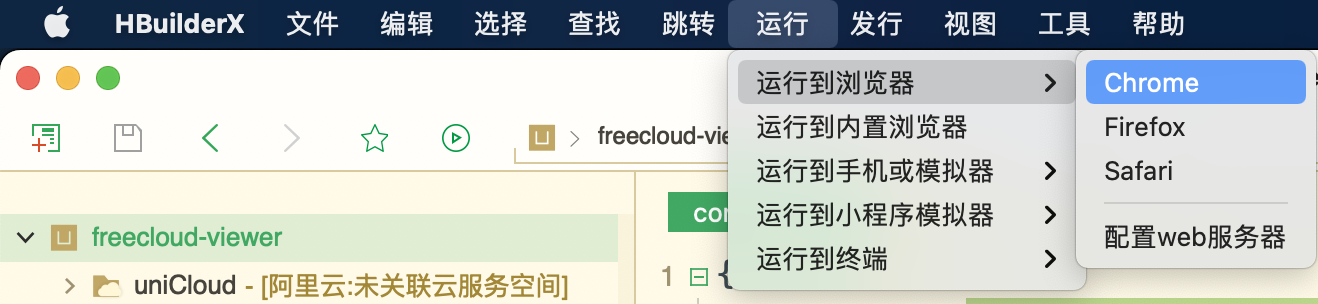 HBuilderX 文件 编辑 选择 查找 跳转 运行 发行 视图 工具 帮助
运行到浏览器
运行到内置浏览器
运行到手机或模拟器
运行到小程序模拟器
运行到终端
Chrome
Firefox
Safari
配置web服务器
freecloud-vie
freecloud-viewer
uniCloud - [阿里云:未关联云服务空间]
con
1 {